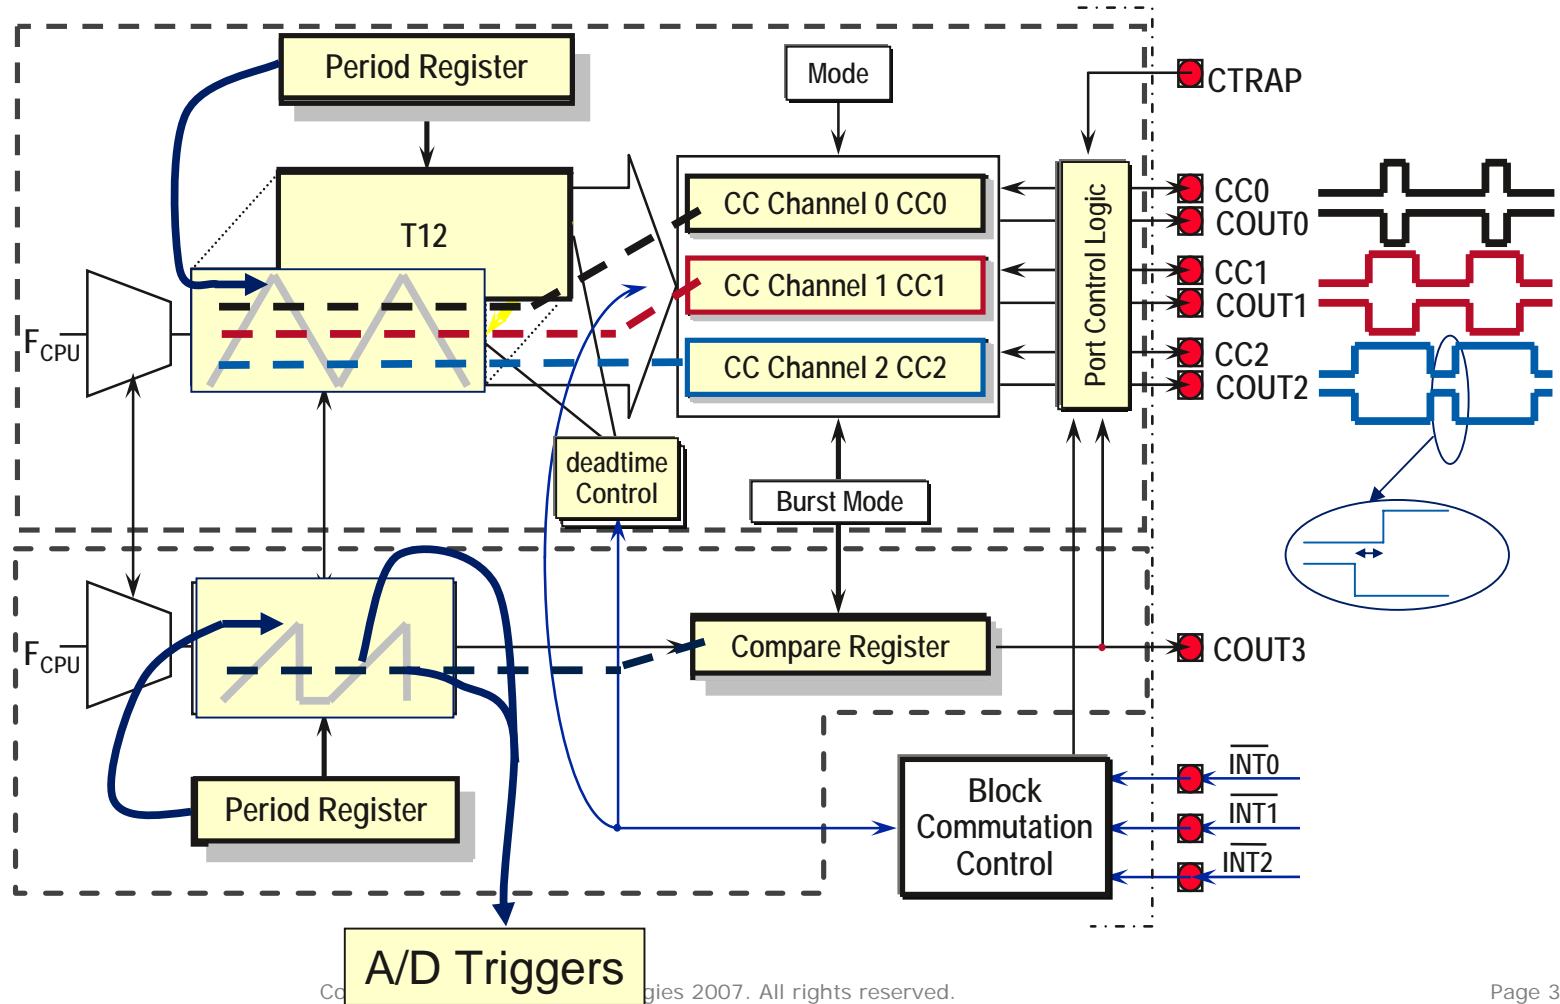 Period Register
Mode
CTRAP
T12
CC Channel 0 CC0
CC Channel 1 CC1
CC Channel 2 CC2
Port Control Logic
CC0
COUT0
CC1
COUT1
CC2
COUT2
FCPU
deadtime
Control
Burst Mode
FCPU
Compare Register
COUT3
Period Register
Block
Commutation
Control
INT0
INT1
INT2
A/D Triggers
2007. All rights reserved.
Page 3